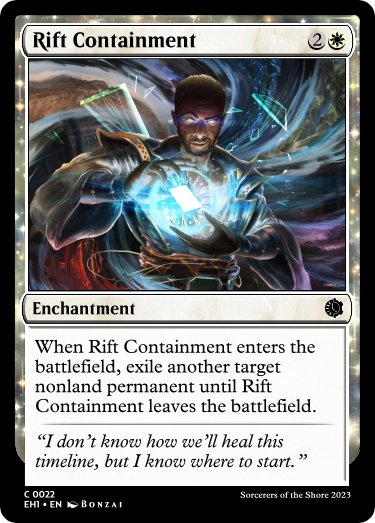 Rift Containment 2
Enchantment
When Rift Containment enters the
battlefield, exile another target
nonland permanent until Rift
Containment leaves the battlefield.
“I don’t know how we’ll heal this
timeline, but I know where to start.”
C 0022
EH1 • EN Bonzai
Sorcerers of the Shore 2023